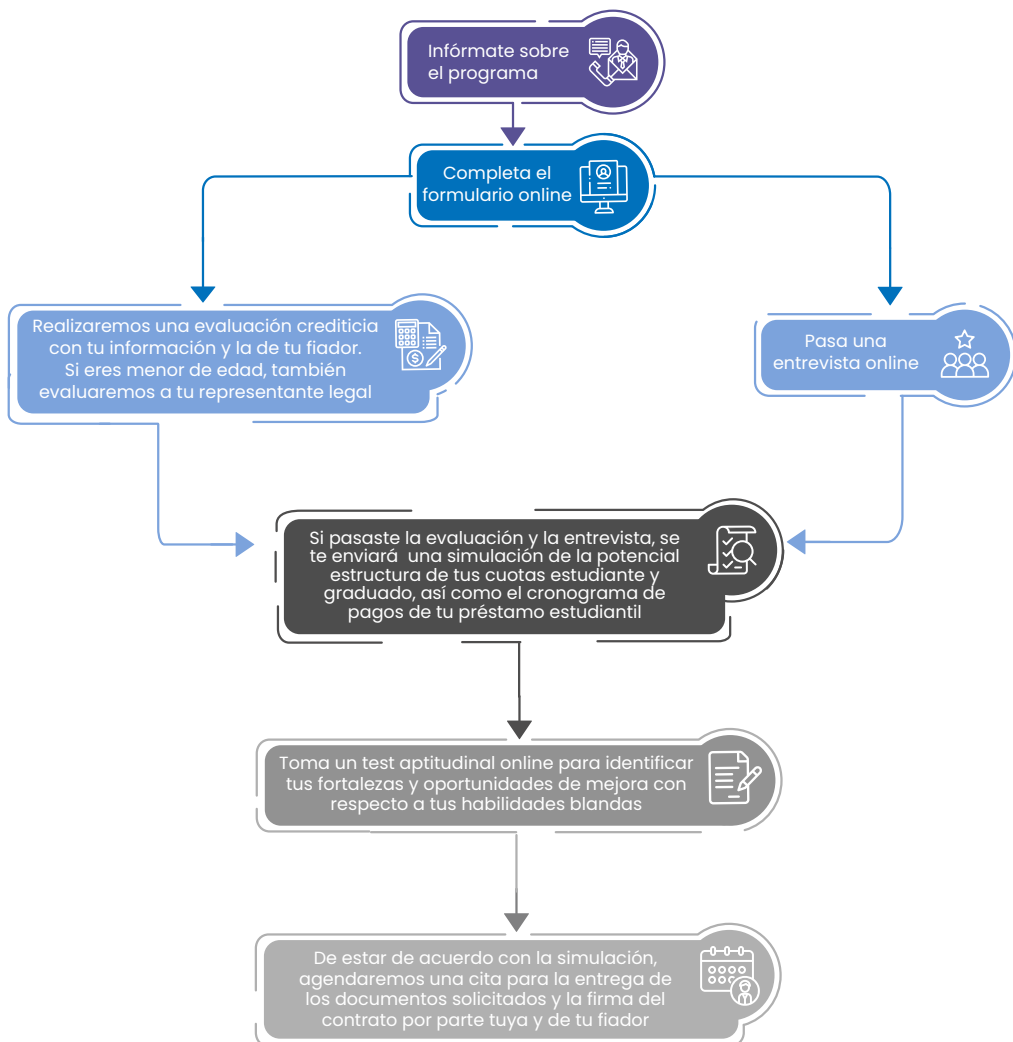 Infórmate sobre
el programa
Completa el
formulario online
Realizaremos una evaluación crediticia
con tu información y la de tu fiador.
Si eres menor de edad, también
evaluaremos a tu representante legal
Pasa una
entrevista online
Si pasaste la evaluación y la entrevista, se
te enviará una simulación de la potencial
estructura de tus cuotas estudiante y
graduado, así como el cronograma de
pagos de tu préstamo estudiantil
Toma un test aptitudinal online para identificar
tus fortalezas y oportunidades de mejora con
respecto a tus habilidades blandas
De estar de acuerdo con la simulación,
agendaremos una cita para la entrega de
los documentos solicitados y la firma del
contrato por parte tuya y de tu fiador